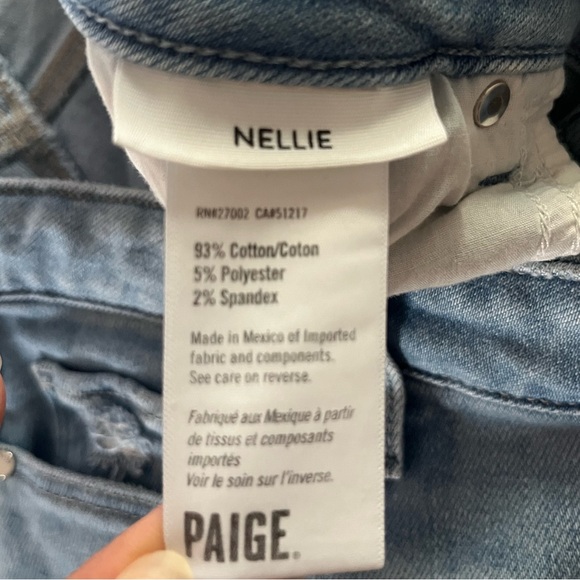 NELLIE
RN#27002 CA#51217
93% Cotton/Coton
5% Polyester
2% Spandex
Made in Mexico of Imported
fabric and components.
See care on reverse.
Fabriqué aux Mexique à partir
de tissus et composants
importés
Voir le soin sur l'inverse.
PAIGE.